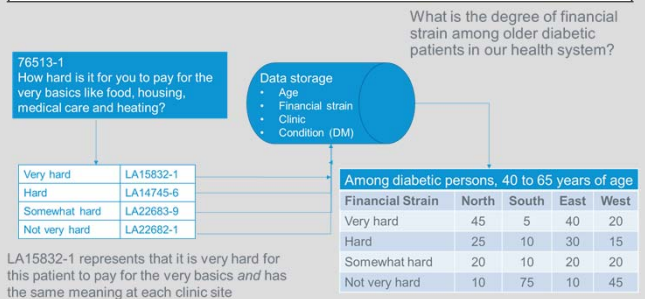 What is the degree of financial
strain among older diabetic
patients in our health system?
76513-1
How hard is it for you to pay for the
very basics like food, housing,
medical care and heating?
Data storage
• Age
• Financial strain
• Clinic
• Condition (DM)
Very hard LA15832-1
Hard LA14745-6
Somewhat hard LA22683-9
Not very hard LA22682-1
LA15832-1 represents that it is very hard for
this patient to pay for the very basics and has
the same meaning at each clinic site
Among diabetic persons, 40 to 65 years of age
Financial Strain North South East West
Very hard 45 5 40 20
Hard 25 10 30 15
Somewhat hard 20 10 20 20
Not very hard 10 75 10 45